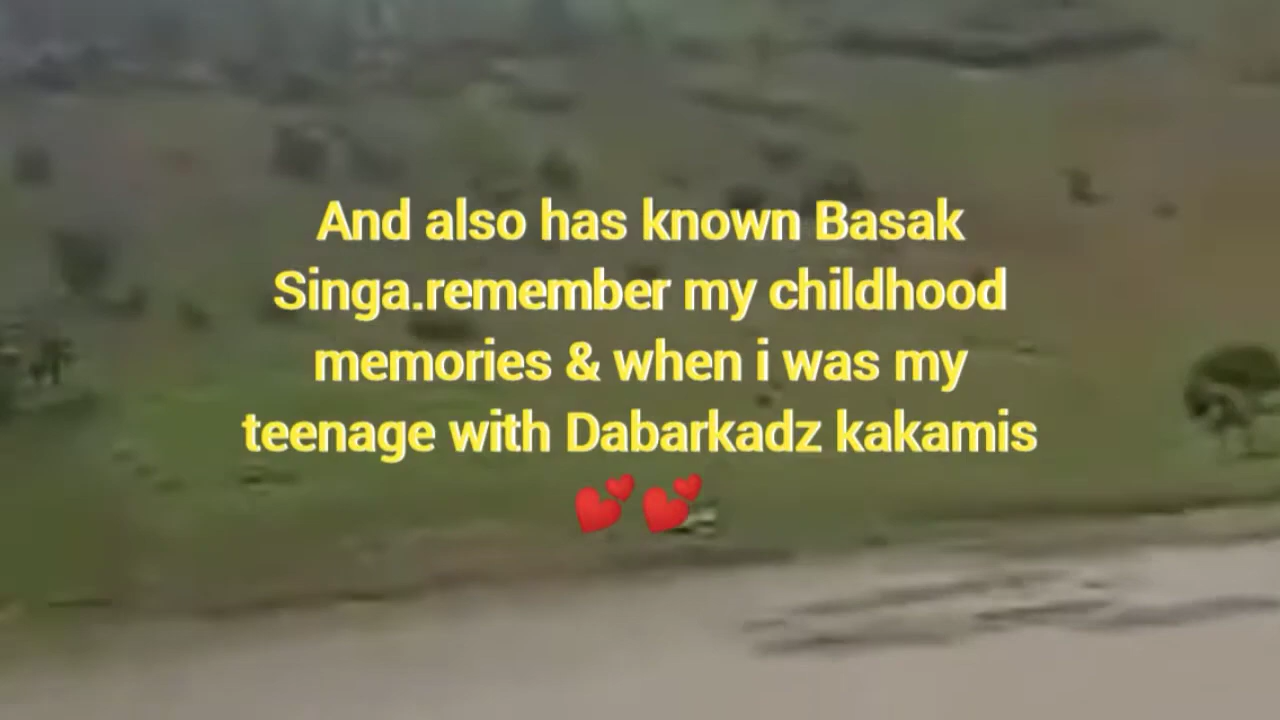 And also has known Basak
Singa.remember my childhood
memories & when i was my
teenage with Dabarkadz kakamis
💕💕